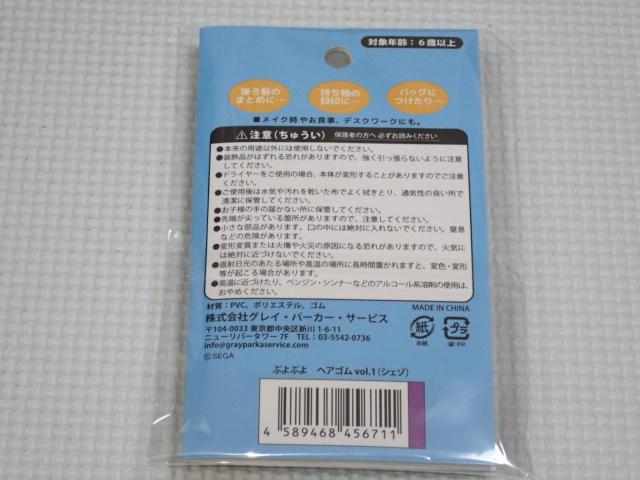 対象年齢：6歳以上
後ろ髪の
まとめに…
持ち物の
目印に…
バッグに
つけたり…
■メイク時やお食事、デスクワークにも。
注意(ちゅうい) 保護者の方へ 必ずお読みください
●本来の用途以外には使用しないでください。
●装飾品がはずれる恐れがありますので、強く引っ張らないように注意
してください。
●ドライヤーをご使用の場合、本体が変形することがありますのでご注意
ください。
●ご使用後は水気や汚れを乾いた布でよく拭きとり、通気性の良い所で
清潔に保管してください。
●お子様の手の届かない所に保管してください。
●先端が尖っている箇所がありますので、注意してください。
●小さな部品があります。口の中には絶対に入れないでください。窒息
などの危険があります。
●変形変質または火傷や火災の原因になる恐れがありますので、火気に
は絶対に近づけないでください。
●直射日光のあたる場所や高温の場所に長時間置かれますと、変色・変形
等が起こる場合があります。
●高温に近づけたり、ベンジン・シンナーなどのアルコール系溶剤の使用は、
おやめください。
材質：PVC、ポリエステル、ゴム
MADE IN CHINA
株式会社グレイ・パーカー・サービス
〒104-0033 東京都中央区新川 1-6-11
ニューリバータワー 7F TEL：03-5542-0736
info@grayparkaservice.com
©SEGA
紙
台紙
プラ
袋:PP
ぷよぷよ ヘアゴム vol.1(シェゾ)
4 589468 456711